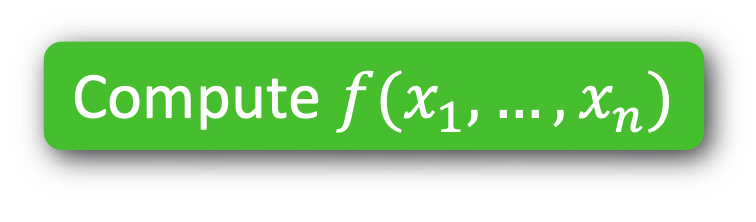 Compute 𝑓(𝑥₁, … , 𝑥ₙ)